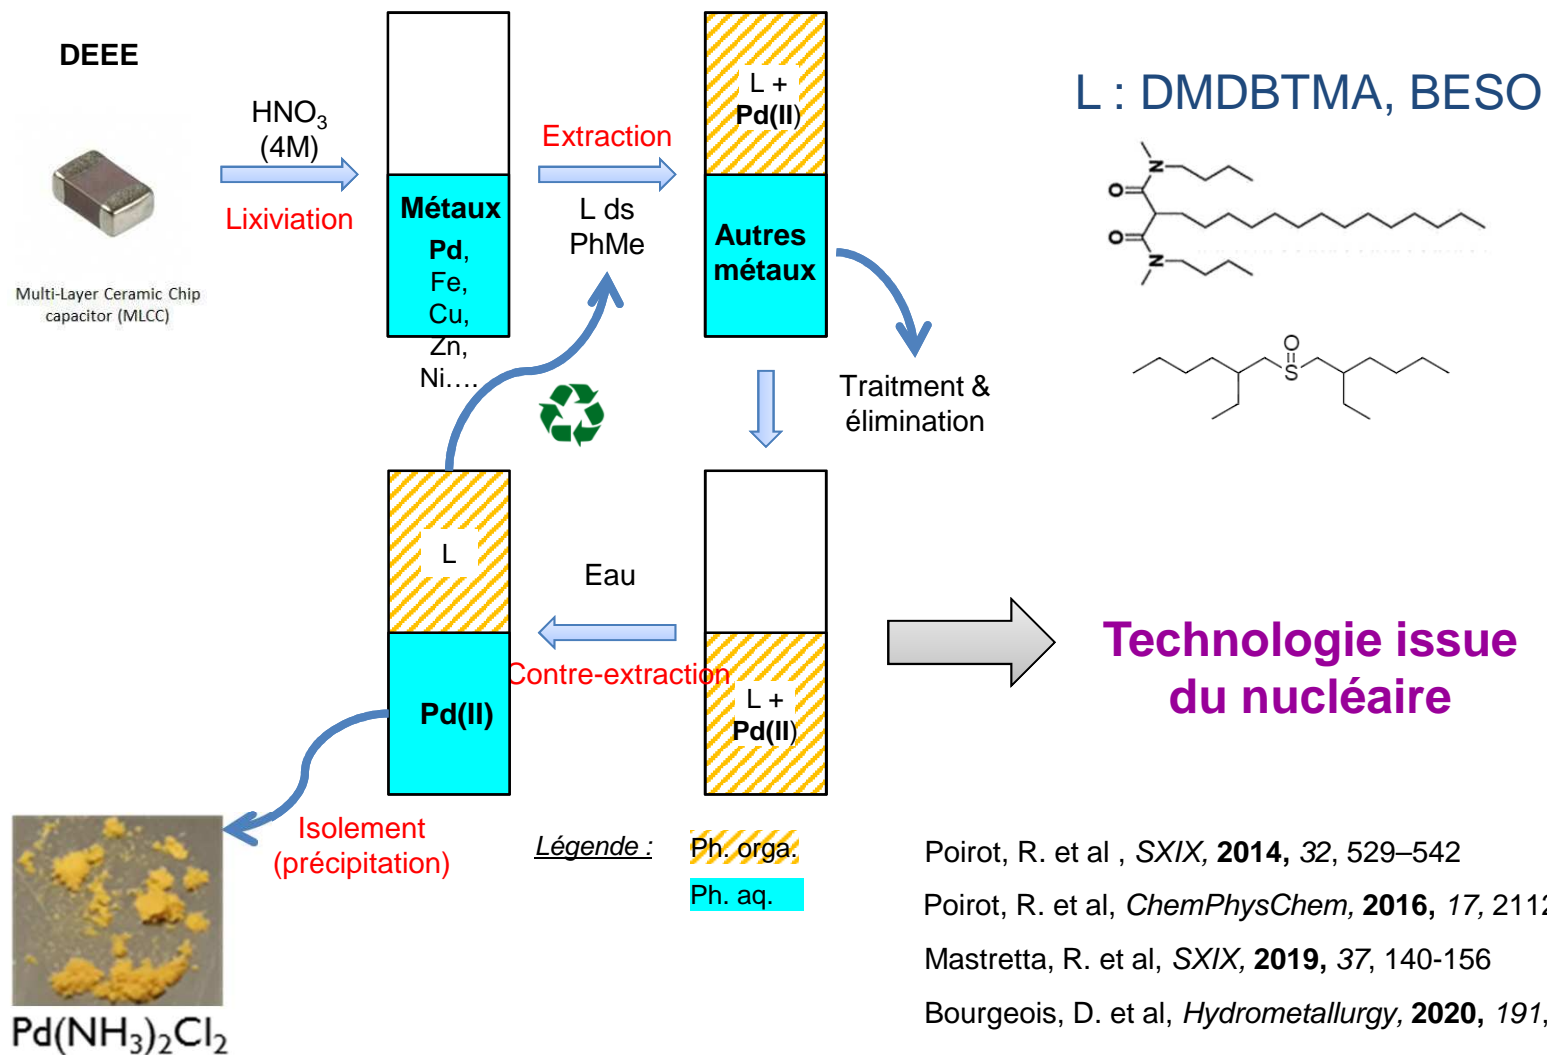 DEEE
HNO3
(4M)
Lixiviation
Multi-Layer Ceramic Chip
capacitor (MLCC)
Métaux
Pd,
Fe,
Cu,
Zn,
Ni....
Extraction
L ds
PhMe
L +
Pd(II)
Autres
métaux
Traitment &
élimination
L : DMDBTMA, BESO
O
N
O
N
O
S
L
Pd(II)
Eau
Contre-extraction
L +
Pd(II)
Technologie issue
du nucléaire
Isolement
(précipitation)
Pd(NH3)2Cl2
Légende :
Ph. orga.
Ph. aq.
Poirot, R. et al , SXIX, 2014, 32, 529–542
Poirot, R. et al, ChemPhysChem, 2016, 17, 2112
Mastretta, R. et al, SXIX, 2019, 37, 140-156
Bourgeois, D. et al, Hydrometallurgy, 2020, 191,